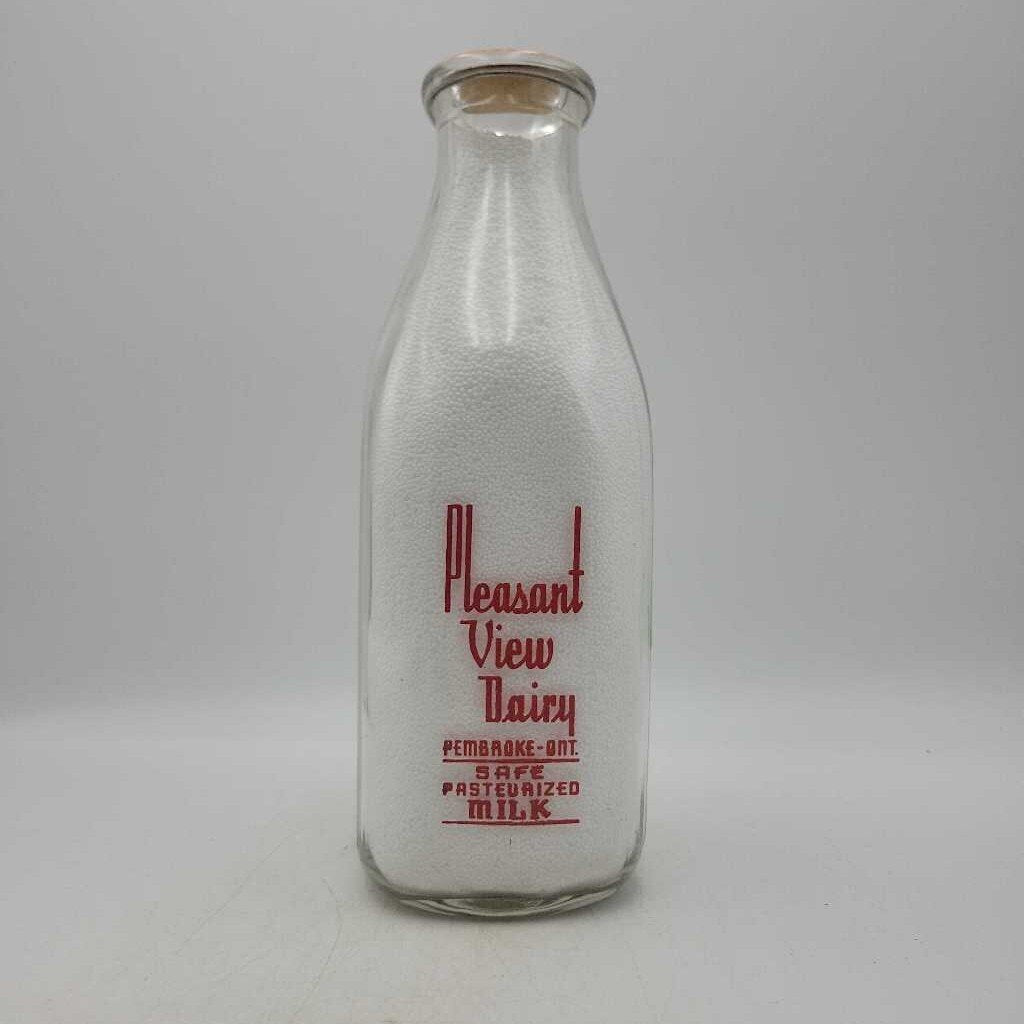 Pleasant
View
Dairy
PEMBROKE-ONT.
SAFE
PASTEURIZED
MILK